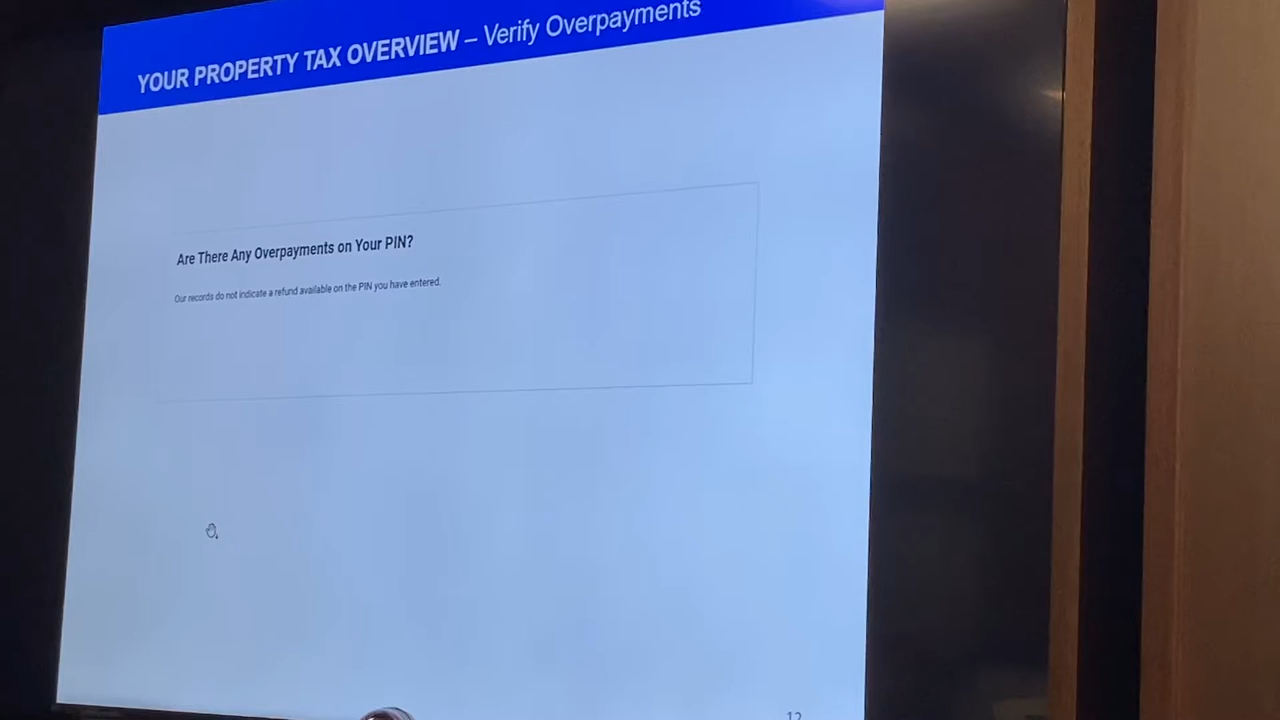 YOUR PROPERTY TAX OVERVIEW – Verify Overpayments
Are There Any Overpayments on Your PIN?
Our records do not indicate a refund available on the PIN you have entered.
12